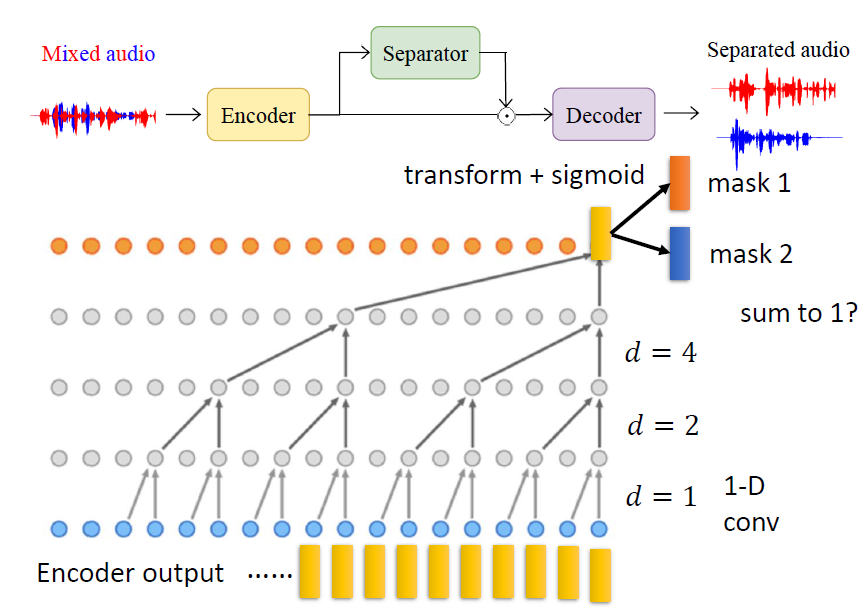 Mixed audio
Separator
Separated audio
Encoder
Decoder
transform + sigmoid
mask 1
mask 2
sum to 1?
d = 4
d = 2
d = 1
1-D
conv
Encoder output ......